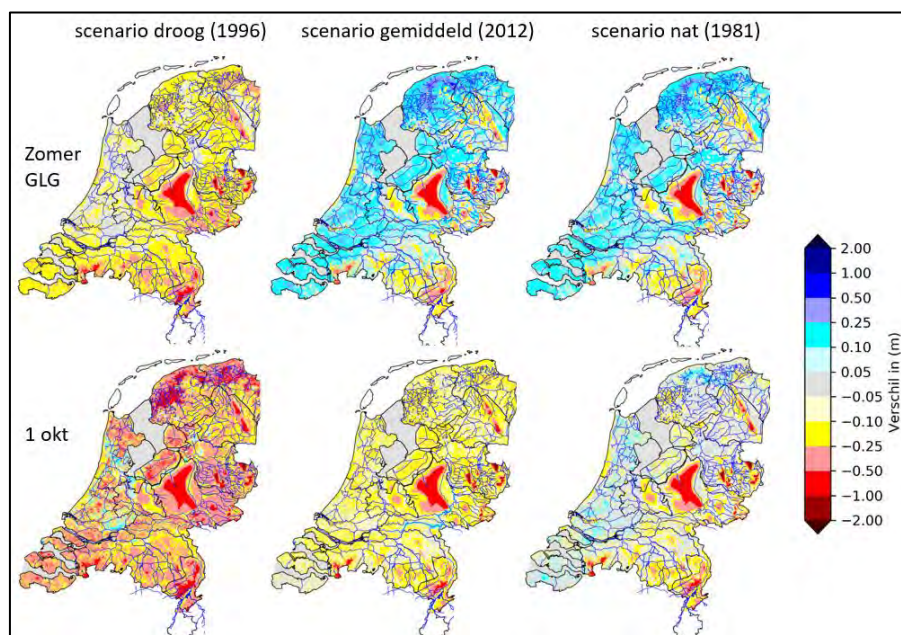 scenario droog (1996) scenario gemiddeld (2012) scenario nat (1981)
Zomer
GLG
1 okt
2.00
1.00
0.50
0.25
0.10
0.05
−0.05
−0.10
−0.25
−0.50
−1.00
−2.00
Verschil in (m)